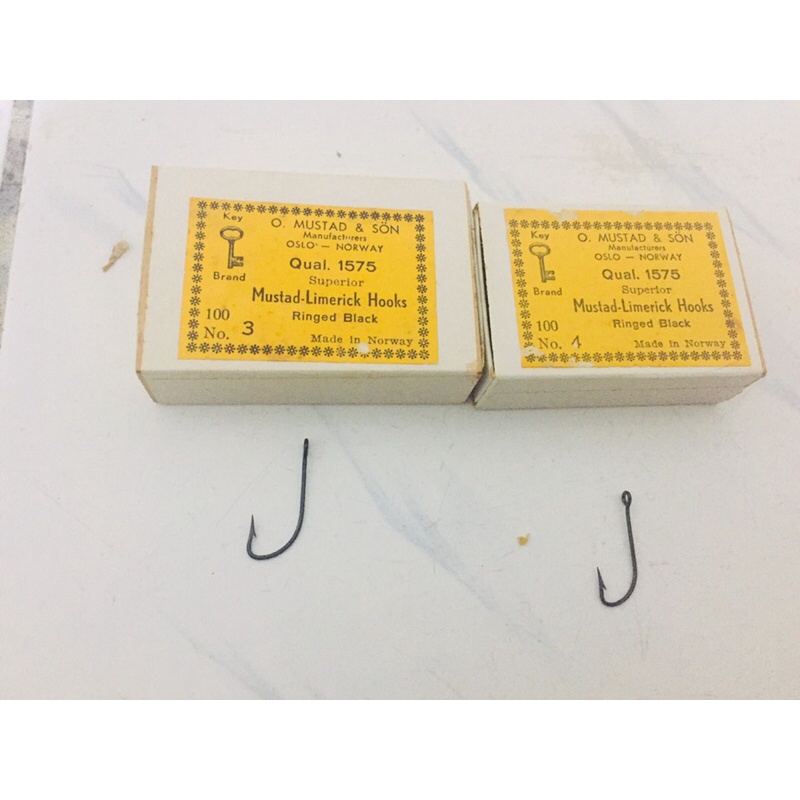 Key
Brand
O. MUSTAD & SÖN
Manufacturers
OSLO — NORWAY
Qual. 1575
Superior
Mustad-Limerick Hooks
Ringed Black
100
No. 3
Made in Norway
Key
Brand
O. MUSTAD & SÖN
Manufacturers
OSLO — NORWAY
Qual. 1575
Superior
Mustad-Limerick Hooks
Ringed Black
100
No. 4
Made in Norway